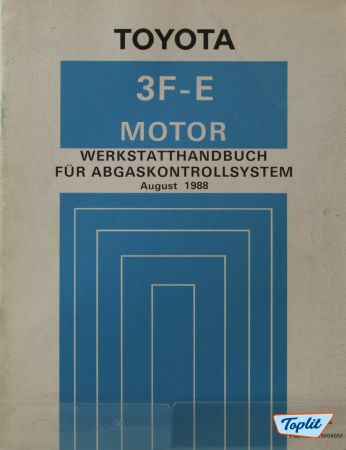 TOYOTA
3F-E
MOTOR
WERKSTATTHANDBUCH
FÜR ABGASKONTROLLSYSTEM
August 1988
Toplit